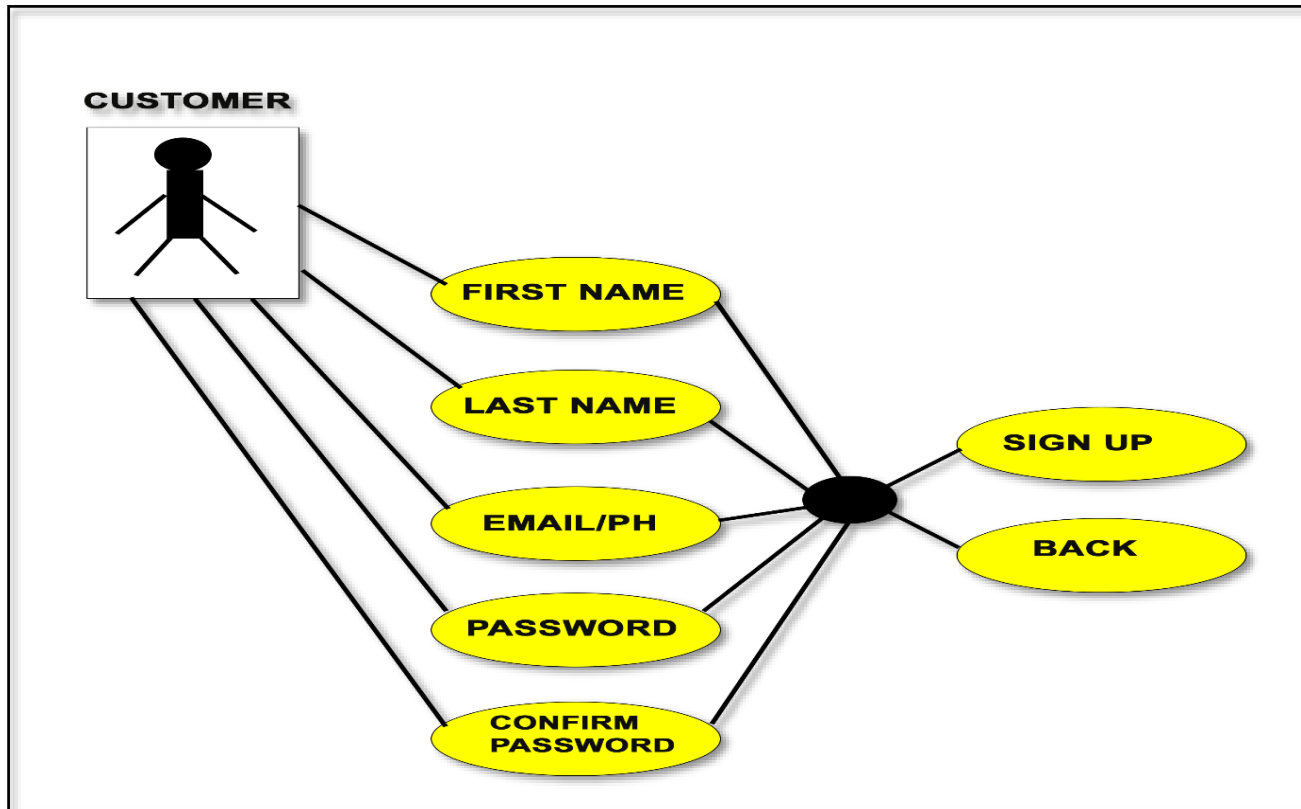 CUSTOMER
FIRST NAME
LAST NAME
SIGN UP
EMAIL/PH
BACK
PASSWORD
CONFIRM
PASSWORD